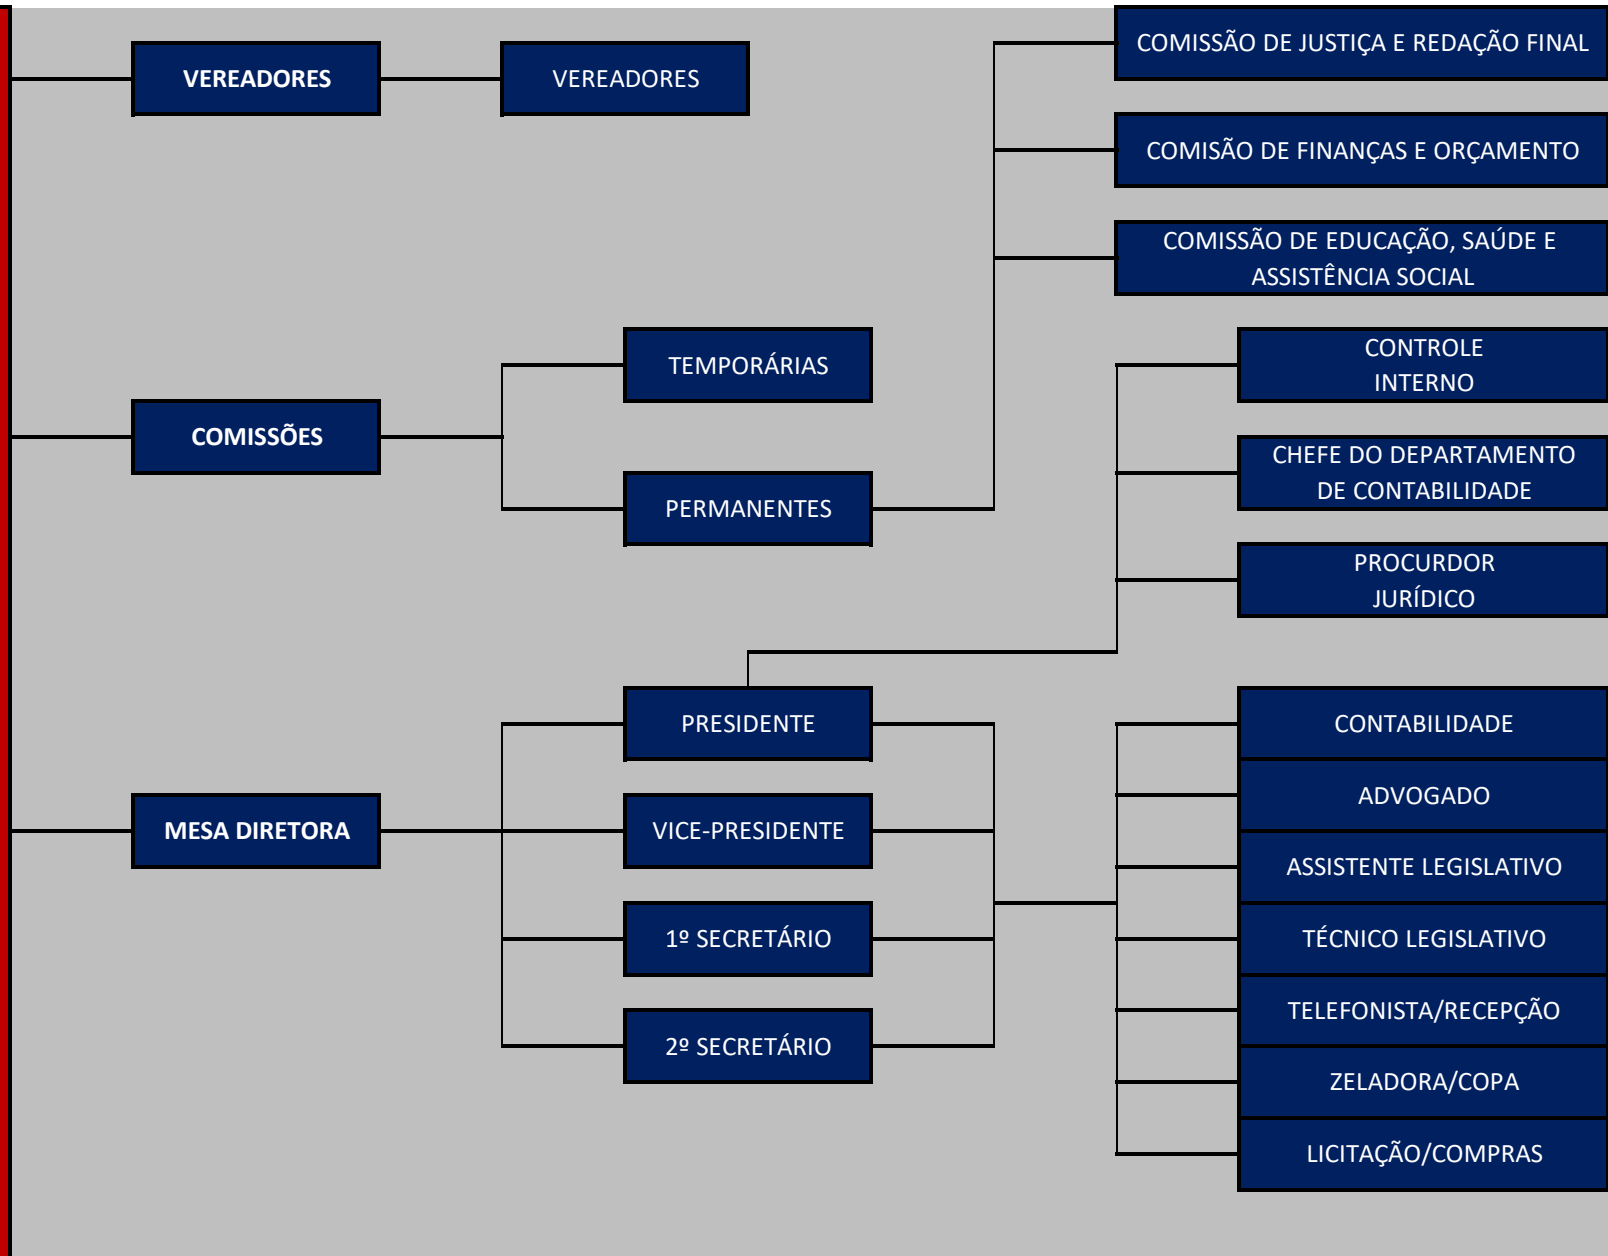 VEREADORES
VEREADORES
COMISSÃO DE JUSTIÇA E REDAÇÃO FINAL
COMISÃO DE FINANÇAS E ORÇAMENTO
COMISSÃO DE EDUCAÇÃO, SAÚDE E
ASSISTÊNCIA SOCIAL
COMISSÕES
TEMPORÁRIAS
PERMANENTES
CONTROLE
INTERNO
CHEFE DO DEPARTAMENTO
DE CONTABILIDADE
PROCURDOR
JURÍDICO
MESA DIRETORA
PRESIDENTE
VICE-PRESIDENTE
1º SECRETÁRIO
2º SECRETÁRIO
CONTABILIDADE
ADVOGADO
ASSISTENTE LEGISLATIVO
TÉCNICO LEGISLATIVO
TELEFONISTA/RECEPÇÃO
ZELADORA/COPA
LICITAÇÃO/COMPRAS